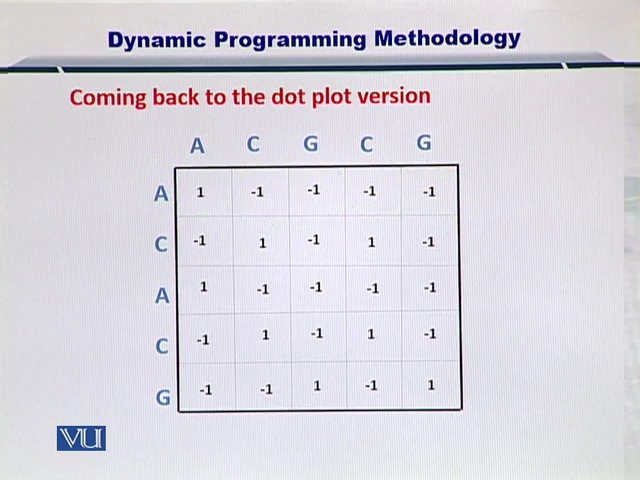 Dynamic Programming Methodology
Coming back to the dot plot version
A C G C G
A 1 -1 -1 -1 -1
C -1 1 -1 1 -1
A 1 -1 -1 -1 -1
C -1 1 -1 1 -1
G -1 -1 1 -1 1
VU